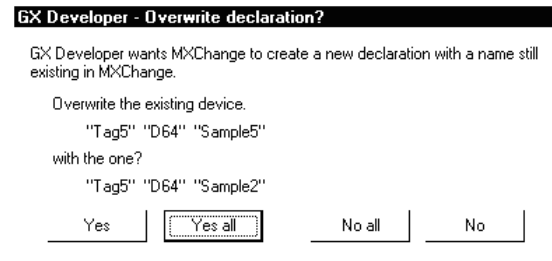 GX Developer - Overwrite declaration?
GX Developer wants MXChange to create a new declaration with a name still
existing in MXChange.
Overwrite the existing device.
"Tag5" "D64" "Sample5"
with the one?
"Tag5" "D64" "Sample2"
Yes Yes all No all No